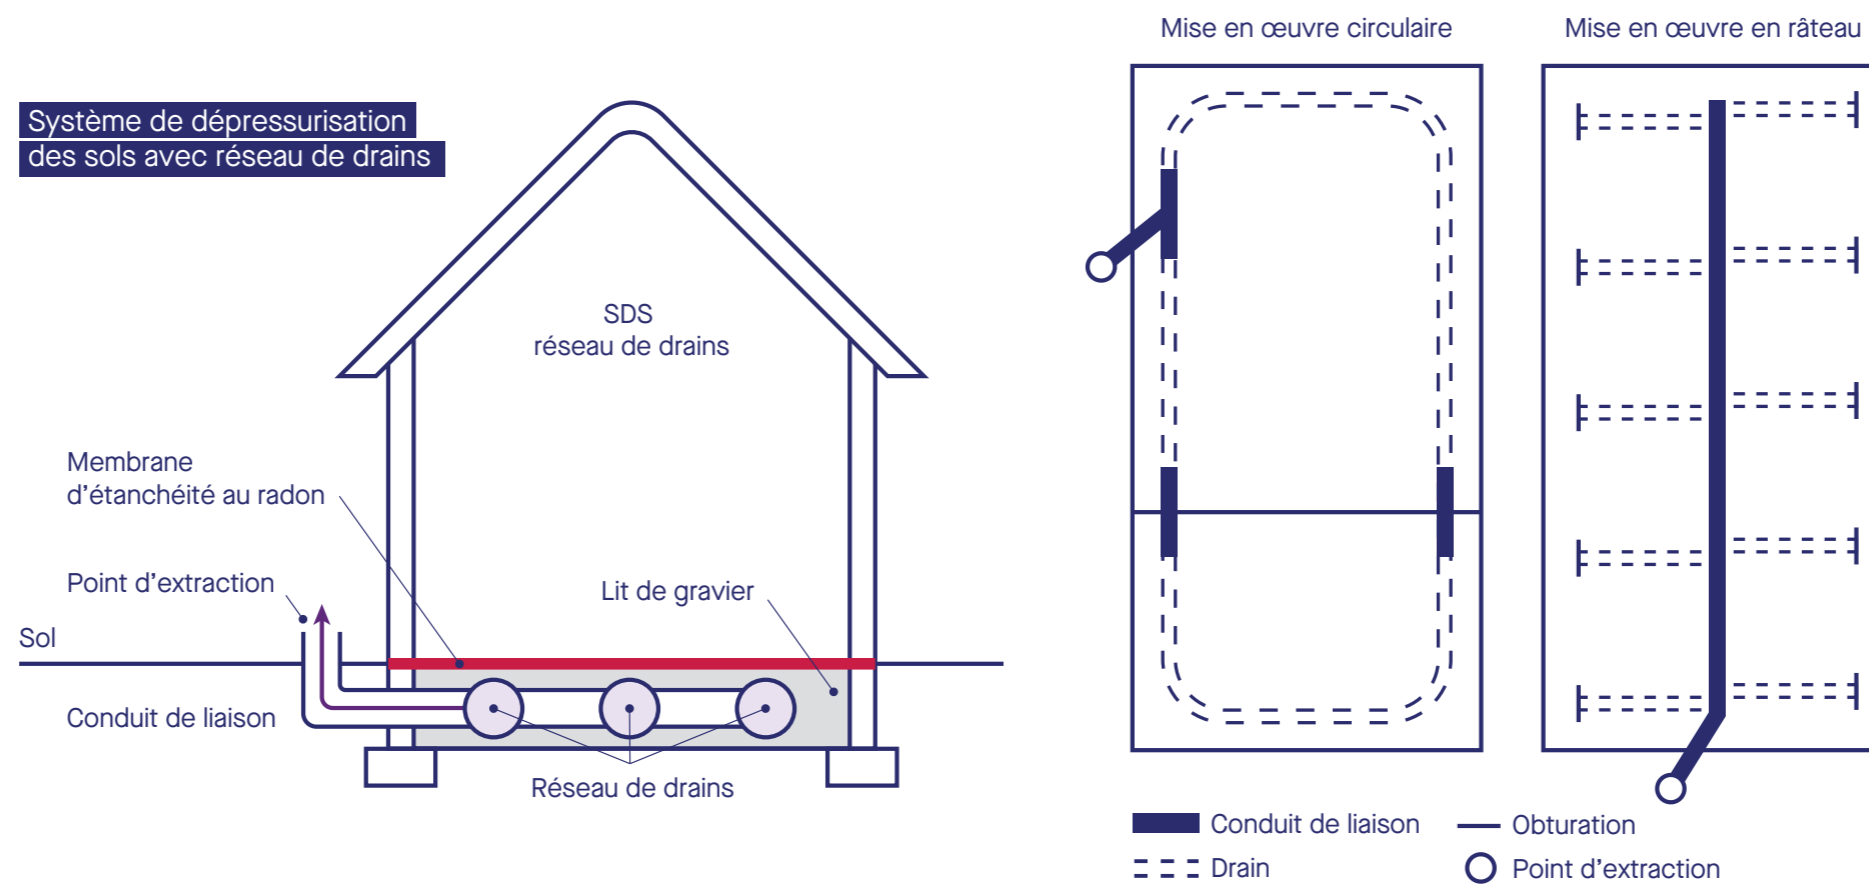 Système de dépressurisation
des sols avec réseau de drains
SDS
réseau de drains
Membrane
d’étanchéité au radon
Point d’extraction
Lit de gravier
Sol
Conduit de liaison
Réseau de drains
Mise en œuvre circulaire
Mise en œuvre en râteau
Conduit de liaison
Obturation
Drain
Point d’extraction